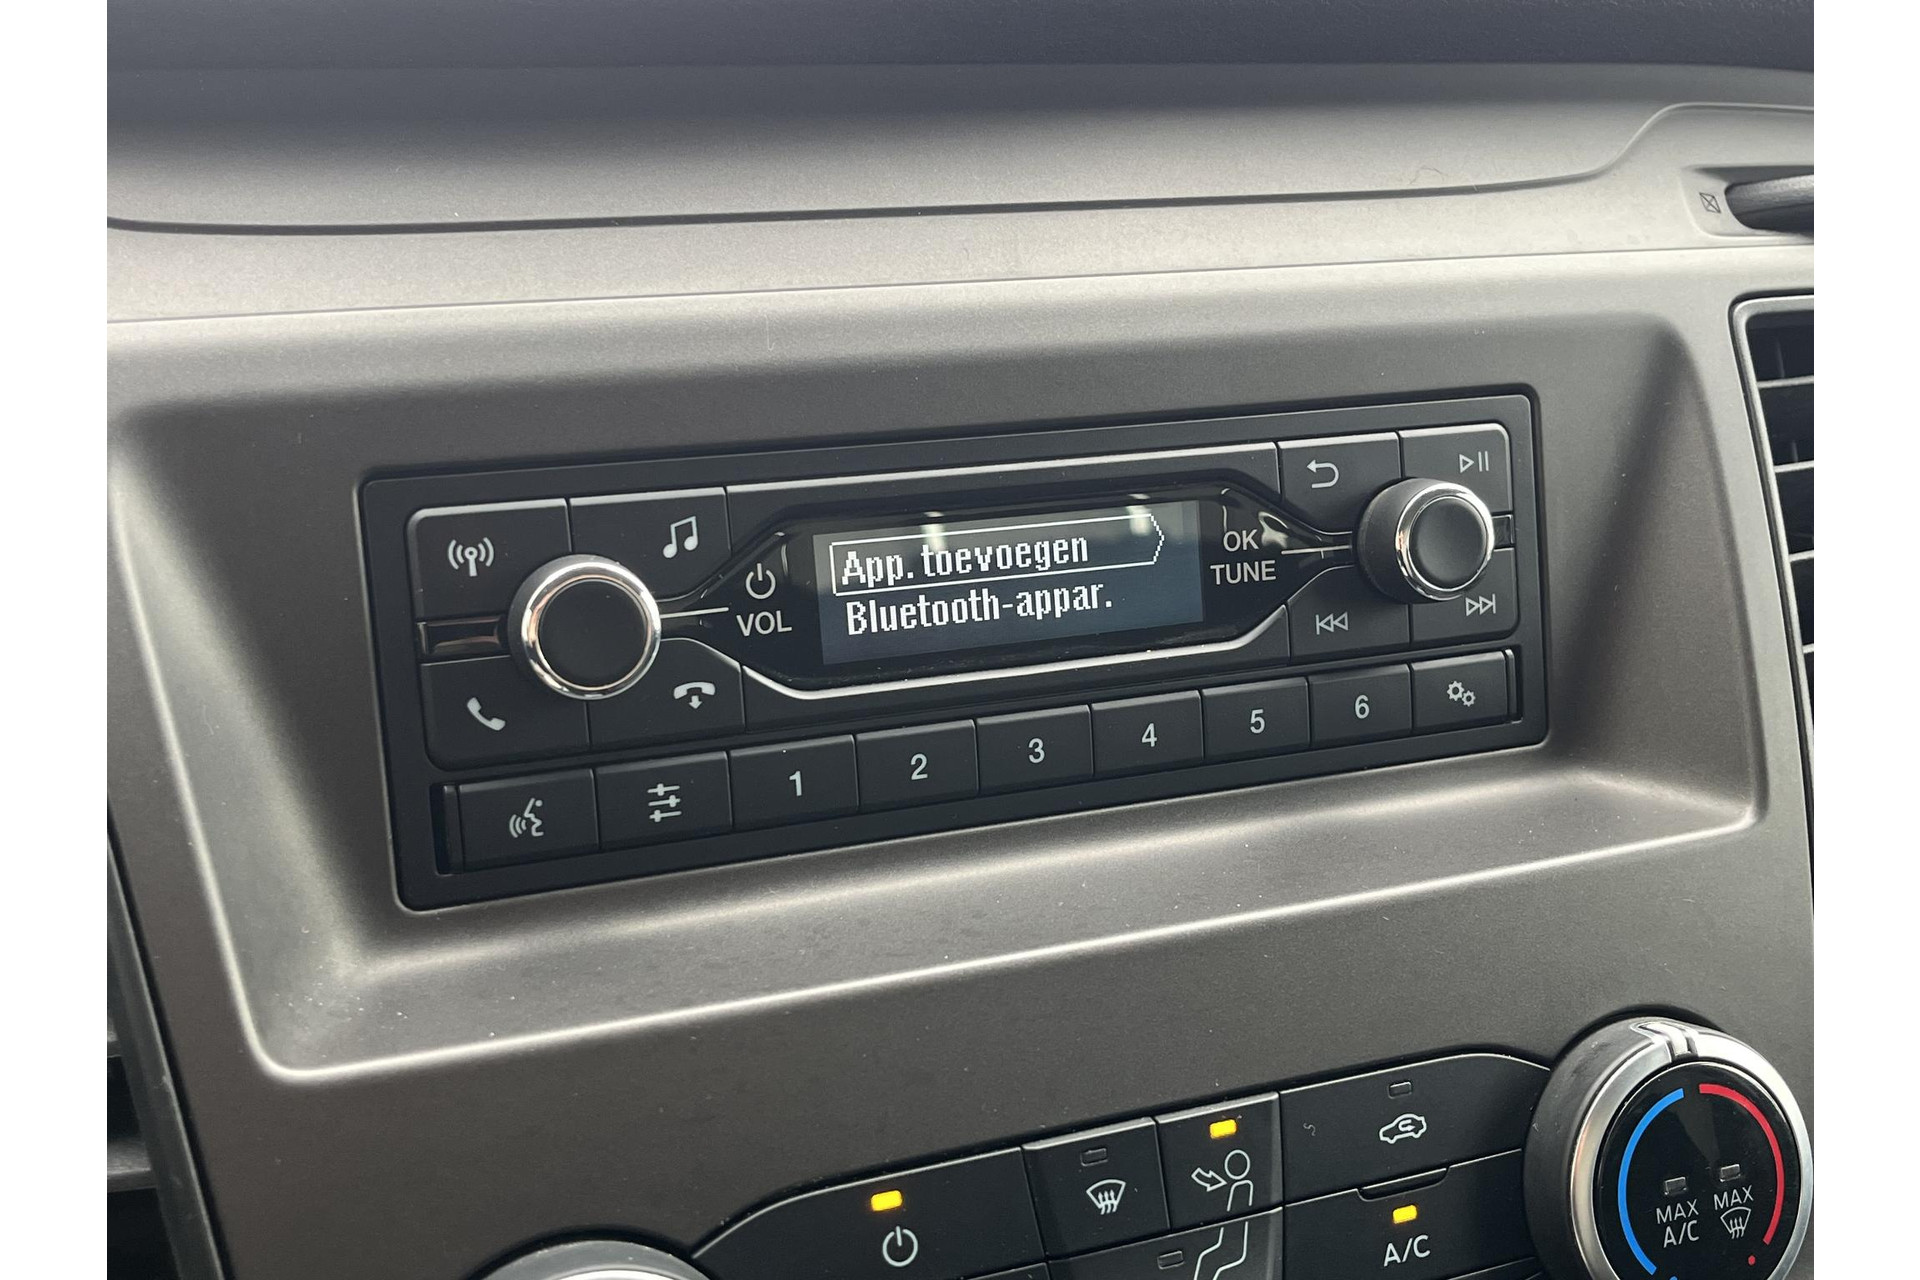 App. toevoegen
Bluetooth-appar.
VOL
OK
TUNE
1 2 3 4 5 6
A/C
MAX
A/C
MAX